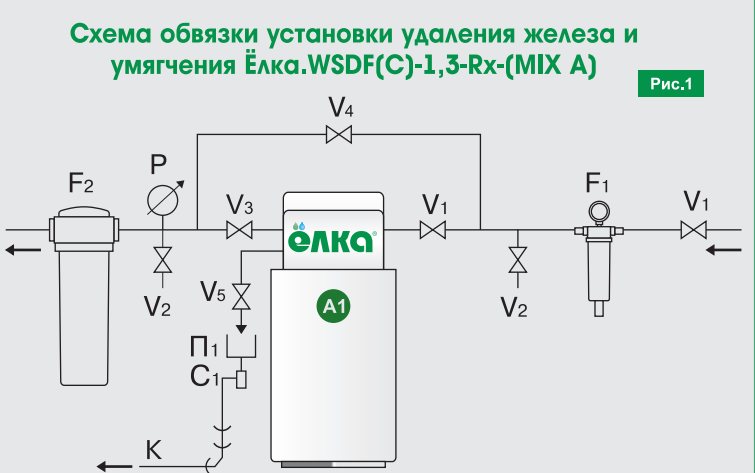 Схема обвязки установки удаления железа и
умягчения Ёлка.WSDF(C)-1,3-Rx-(MIX A)
Рис.1
V4
P
F2
V3
V1
F1
V1
ёлка®
V5
V2
A1
V2
П1
С1
К